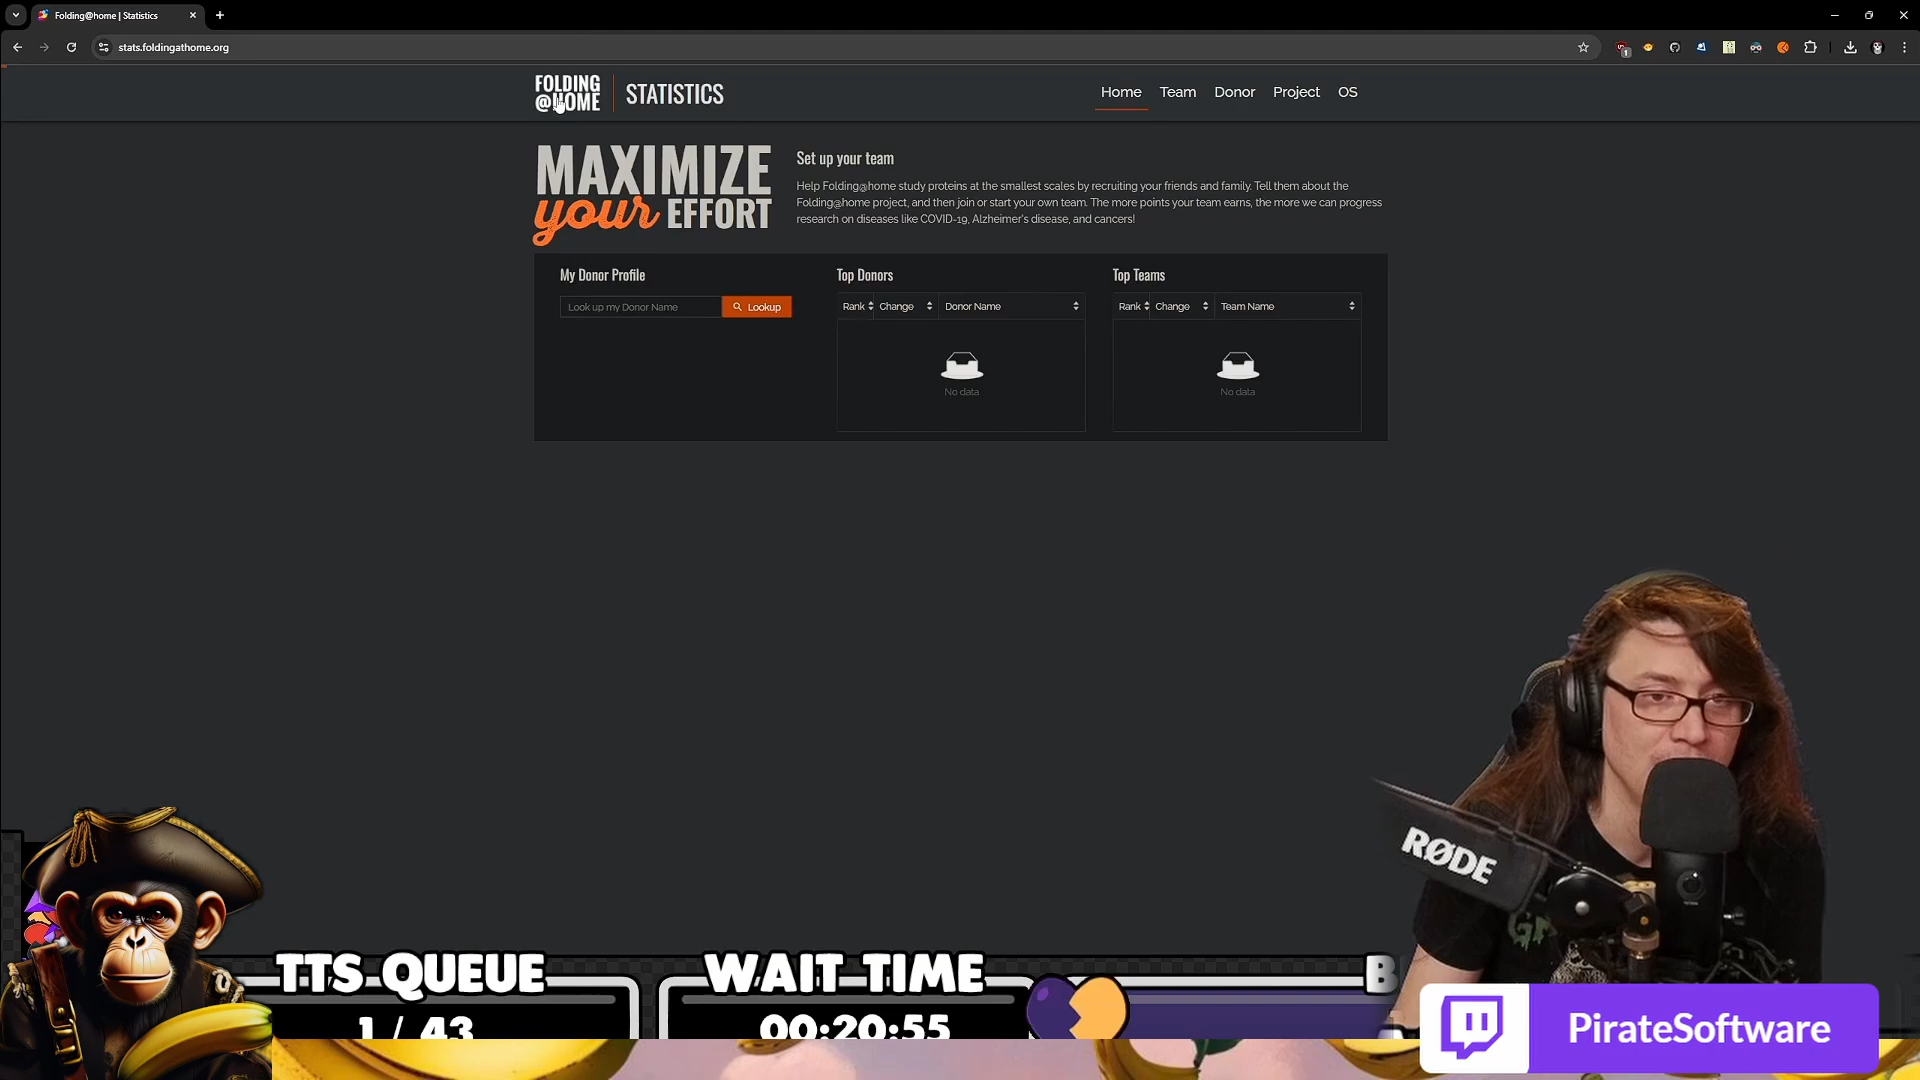 Folding@home | Statistics
stats.foldingathome.org
1
FOLDING
@HOME
STATISTICS
Home
Team
Donor
Project
OS
MAXIMIZE
your EFFORT
Set up your team
Help Folding@home study proteins at the smallest scales by recruiting your friends and family. Tell them about the
Folding@home project, and then join or start your own team. The more points your team earns, the more we can progress
research on diseases like COVID-19, Alzheimer's disease, and cancers!
My Donor Profile
Look up my Donor Name
Lookup
Top Donors
Rank Change Donor Name
No data
Top Teams
Rank Change Team Name
No data
RØDE
TTS QUEUE
1 / 43
WAIT TIME
00:20:55
B
PirateSoftware